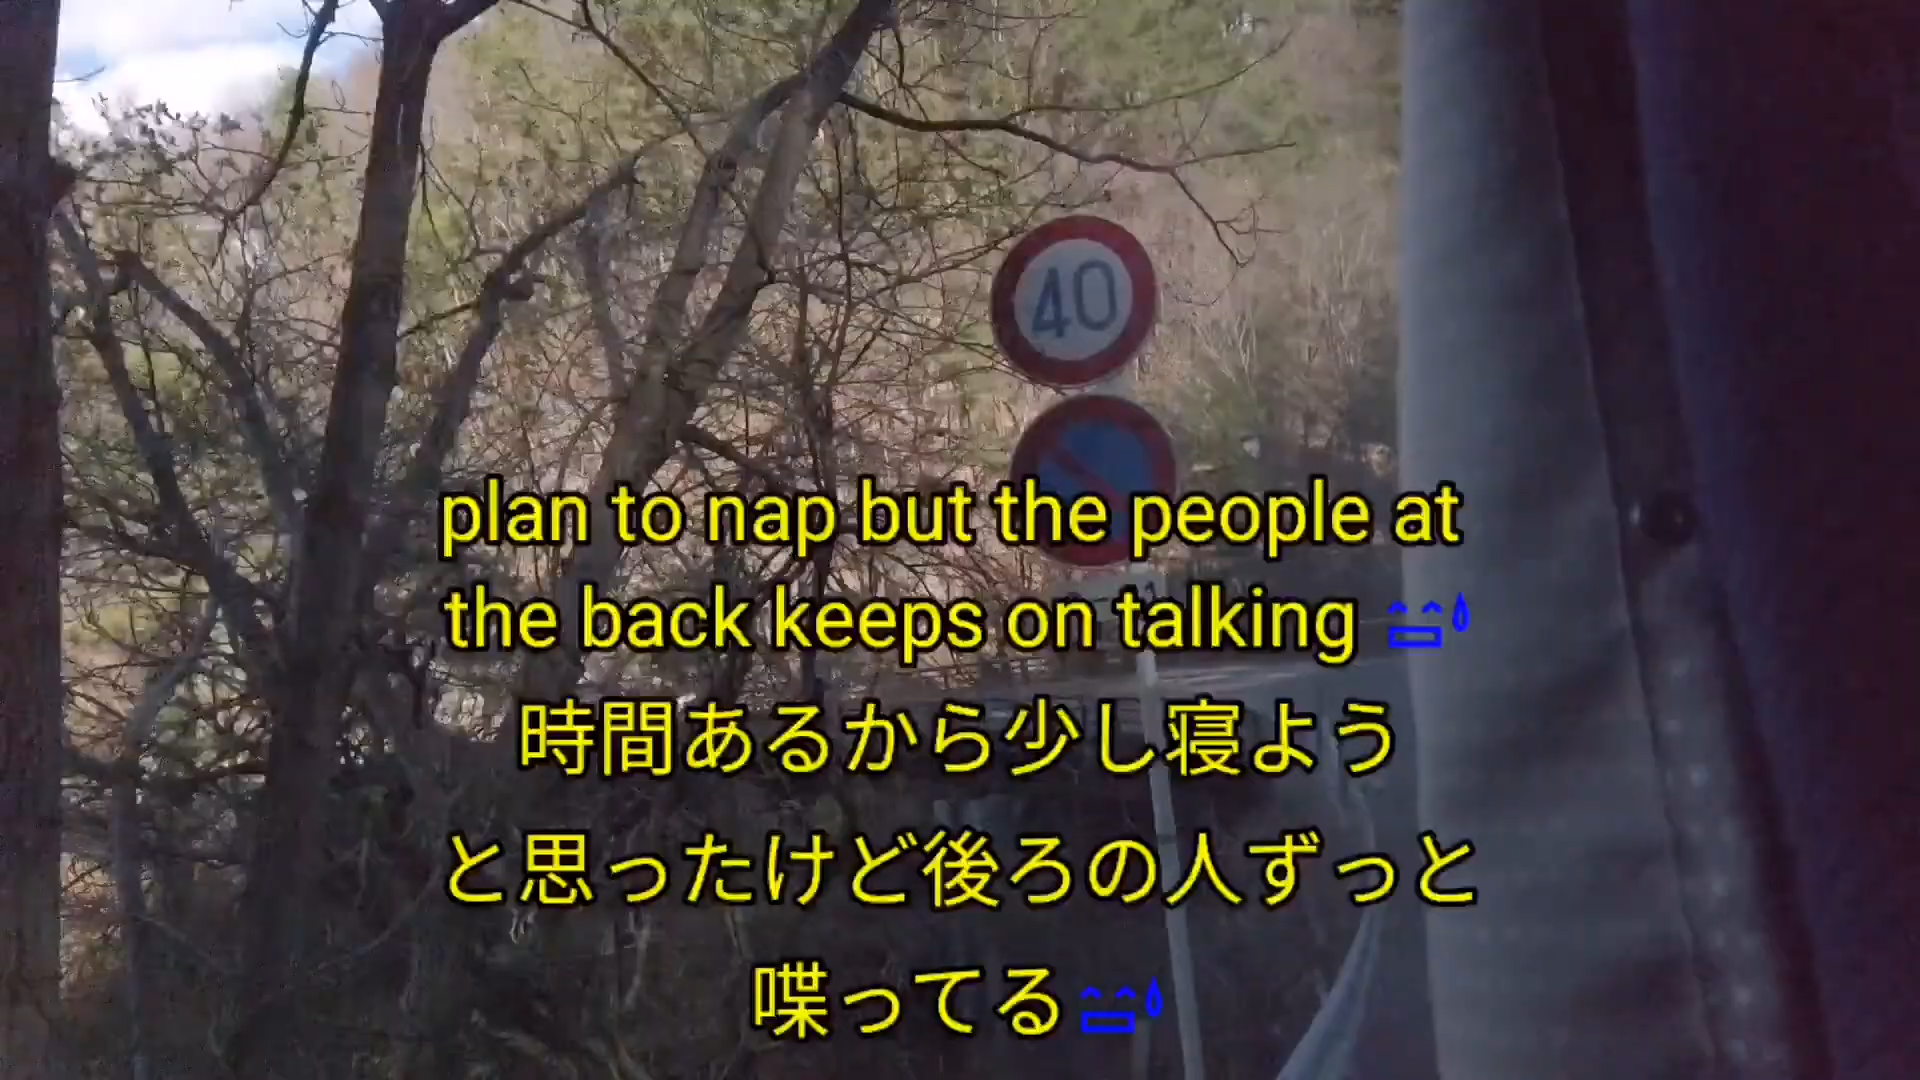 40
plan to nap but the people at
the back keeps on talking
時間あるから少し寝よう
と思ったけど後ろの人ずっと
喋ってる